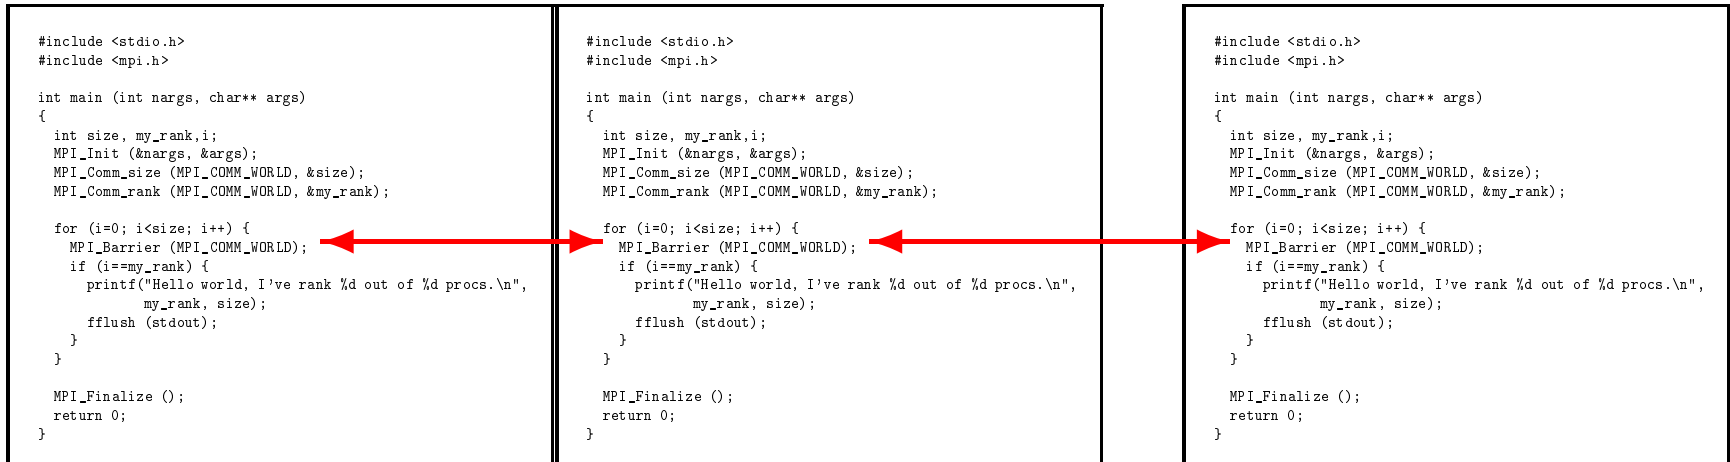 #include <stdio.h>
#include <mpi.h>
int main (int nargs, char** args)
{
int size, my_rank,i;
MPI_Init (&nargs, &args);
MPI_Comm_size (MPI_COMM_WORLD, &size);
MPI_Comm_rank (MPI_COMM_WORLD, &my_rank);
for (i=0; i<size; i++) {
MPI_Barrier (MPI_COMM_WORLD);
if (i==my_rank) {
printf("Hello world, I've rank %d out of %d procs.\n",
my_rank, size);
fflush (stdout);
}
}
MPI_Finalize ();
return 0;
}
#include <stdio.h>
#include <mpi.h>
int main (int nargs, char** args)
{
int size, my_rank,i;
MPI_Init (&nargs, &args);
MPI_Comm_size (MPI_COMM_WORLD, &size);
MPI_Comm_rank (MPI_COMM_WORLD, &my_rank);
for (i=0; i<size; i++) {
MPI_Barrier (MPI_COMM_WORLD);
if (i==my_rank) {
printf("Hello world, I've rank %d out of %d procs.\n",
my_rank, size);
fflush (stdout);
}
}
MPI_Finalize ();
return 0;
}
#include <stdio.h>
#include <mpi.h>
int main (int nargs, char** args)
{
int size, my_rank,i;
MPI_Init (&nargs, &args);
MPI_Comm_size (MPI_COMM_WORLD, &size);
MPI_Comm_rank (MPI_COMM_WORLD, &my_rank);
for (i=0; i<size; i++) {
MPI_Barrier (MPI_COMM_WORLD);
if (i==my_rank) {
printf("Hello world, I've rank %d out of %d procs.\n",
my_rank, size);
fflush (stdout);
}
}
MPI_Finalize ();
return 0;
}